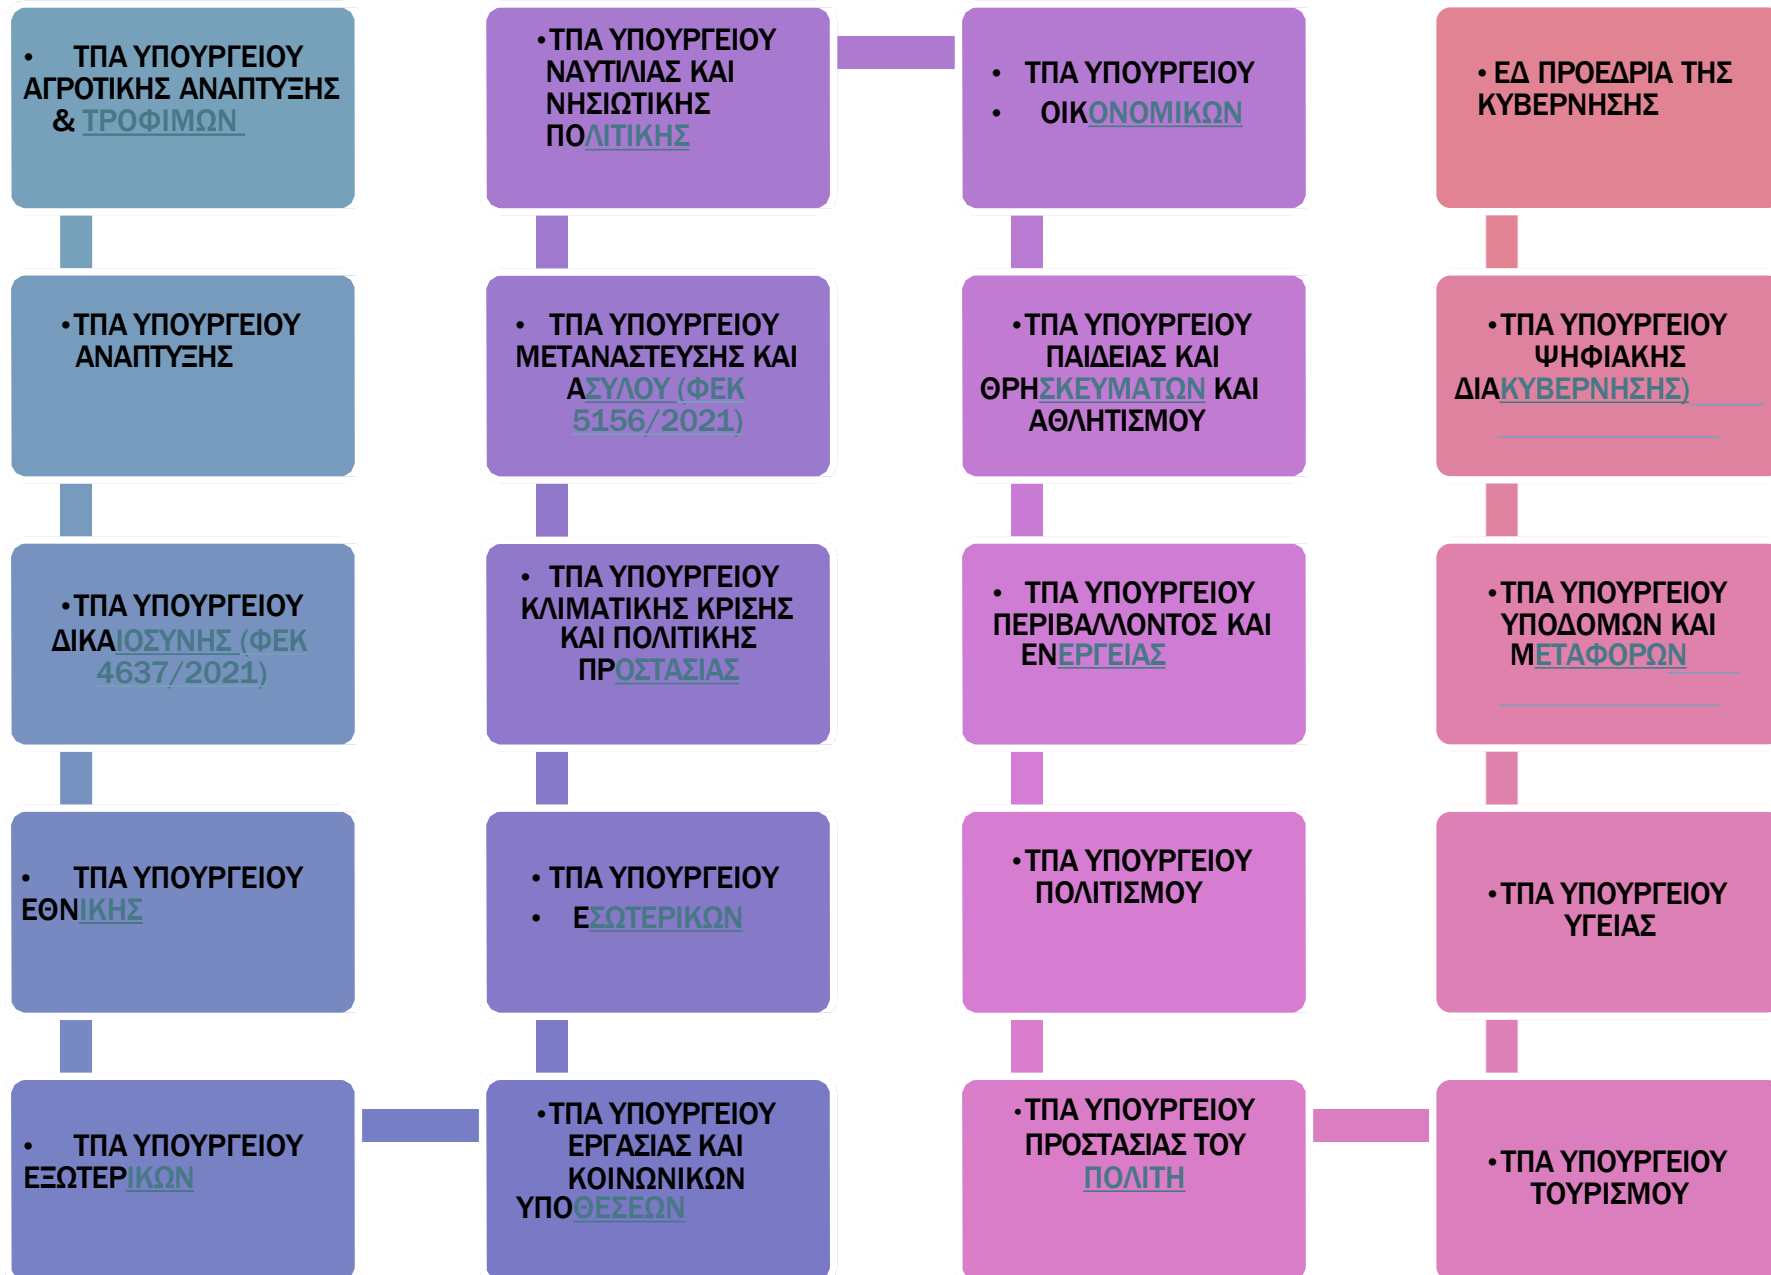 • ΤΠΑ ΥΠΟΥΡΓΕΙΟΥ
ΑΓΡΟΤΙΚΗΣ ΑΝΑΠΤΥΞΗΣ
& ΤΡΟΦΙΜΩΝ
• ΤΠΑ ΥΠΟΥΡΓΕΙΟΥ
ΑΝΑΠΤΥΞΗΣ
• ΤΠΑ ΥΠΟΥΡΓΕΙΟΥ
ΔΙΚΑΙΟΣΥΝΗΣ (ΦΕΚ
4637/2021)
• ΤΠΑ ΥΠΟΥΡΓΕΙΟΥ
ΕΘΝΙΚΗΣ
• ΤΠΑ ΥΠΟΥΡΓΕΙΟΥ
ΕΞΩΤΕΡΙΚΩΝ
• ΤΠΑ ΥΠΟΥΡΓΕΙΟΥ
ΕΡΓΑΣΙΑΣ ΚΑΙ
ΚΟΙΝΩΝΙΚΩΝ
ΥΠΟΘΕΣΕΩΝ
• ΤΠΑ ΥΠΟΥΡΓΕΙΟΥ
• ΕΣΩΤΕΡΙΚΩΝ
• ΤΠΑ ΥΠΟΥΡΓΕΙΟΥ
ΚΛΙΜΑΤΙΚΗΣ ΚΡΙΣΗΣ
ΚΑΙ ΠΟΛΙΤΙΚΗΣ
ΠΡΟΣΤΑΣΙΑΣ
• ΤΠΑ ΥΠΟΥΡΓΕΙΟΥ
ΜΕΤΑΝΑΣΤΕΥΣΗΣ ΚΑΙ
ΑΣΥΛΟΥ (ΦΕΚ
5156/2021)
• ΤΠΑ ΥΠΟΥΡΓΕΙΟΥ
ΝΑΥΤΙΛΙΑΣ ΚΑΙ
ΝΗΣΙΩΤΙΚΗΣ
ΠΟΛΙΤΙΚΗΣ
• ΤΠΑ ΥΠΟΥΡΓΕΙΟΥ
• ΟΙΚΟΝΟΜΙΚΩΝ
• ΤΠΑ ΥΠΟΥΡΓΕΙΟΥ
ΠΑΙΔΕΙΑΣ ΚΑΙ
ΘΡΗΣΚΕΥΜΑΤΩΝ ΚΑΙ
ΑΘΛΗΤΙΣΜΟΥ
• ΤΠΑ ΥΠΟΥΡΓΕΙΟΥ
ΠΕΡΙΒΑΛΛΟΝΤΟΣ ΚΑΙ
ΕΝΕΡΓΕΙΑΣ
• ΤΠΑ ΥΠΟΥΡΓΕΙΟΥ
ΠΟΛΙΤΙΣΜΟΥ
• ΤΠΑ ΥΠΟΥΡΓΕΙΟΥ
ΠΡΟΣΤΑΣΙΑΣ ΤΟΥ
ΠΟΛΙΤΗ
• ΤΠΑ ΥΠΟΥΡΓΕΙΟΥ
ΤΟΥΡΙΣΜΟΥ
• ΤΠΑ ΥΠΟΥΡΓΕΙΟΥ
ΥΓΕΙΑΣ
• ΤΠΑ ΥΠΟΥΡΓΕΙΟΥ
ΥΠΟΔΟΜΩΝ ΚΑΙ
ΜΕΤΑΦΟΡΩΝ
• ΤΠΑ ΥΠΟΥΡΓΕΙΟΥ
ΨΗΦΙΑΚΗΣ
ΔΙΑΚΥΒΕΡΝΗΣΗΣ)
• ΕΔ ΠΡΟΕΔΡΙΑ ΤΗΣ
ΚΥΒΕΡΝΗΣΗΣ